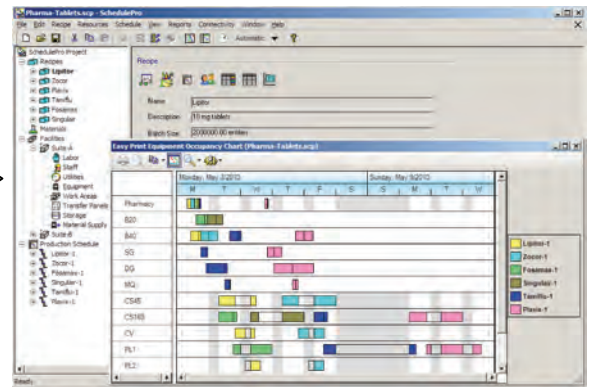 Pharma-Tablets.scp - SchedulePro
File Edit Recipe Resources Schedule View Reports Connectivity Window Help
Automatic
SchedulePro Project
Recipes
Lipitor
Zocor
Plavix
Tamiflu
Fosamax
Singulair
Materials
Facilities
Suite-A
Labor
Staff
Utilities
Equipment
Work Areas
Transfer Panels
Storage
Material Supply
Suite-B
Production Schedule
Lipitor-1
Zocor-1
Fosamax-1
Singulair-1
Tamiflu-1
Plavix-1
Ready
Recipe
Name Lipitor
Description 10 mg tablets
Batch Size 2000000.00 entities
Easy Print Equipment Occupancy Chart (Pharma-Tablets.scp)
Monday, May 3/2010 Sunday, May 9/2010
M T W T F S S M T W
Pharmacy
B20
B40
SG
DG
MQ
CS45
CS165
CV
PL1
PL2
Lipitor-1
Zocor-1
Fosamax-1
Singulair-1
Tamiflu-1
Plavix-1